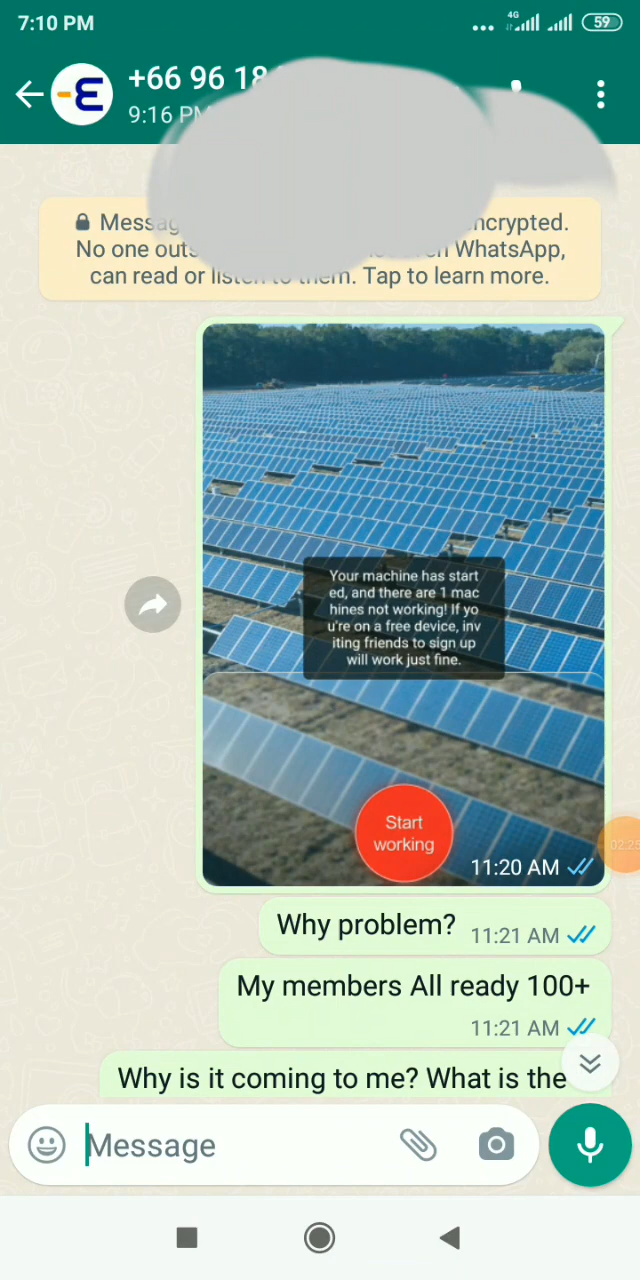 7:10 PM
4G
59
+66 96 18
9:16 PM
No one outs WhatsApp,
can read or listen to them. Tap to learn more.
Your machine has start
ed, and there are 1 mac
hines not working! If yo
u're on a free device, inv
iting friends to sign up
will work just fine.
Start
working
11:20 AM
Why problem? 11:21 AM
My members All ready 100+
11:21 AM
Why is it coming to me? What is the
Message